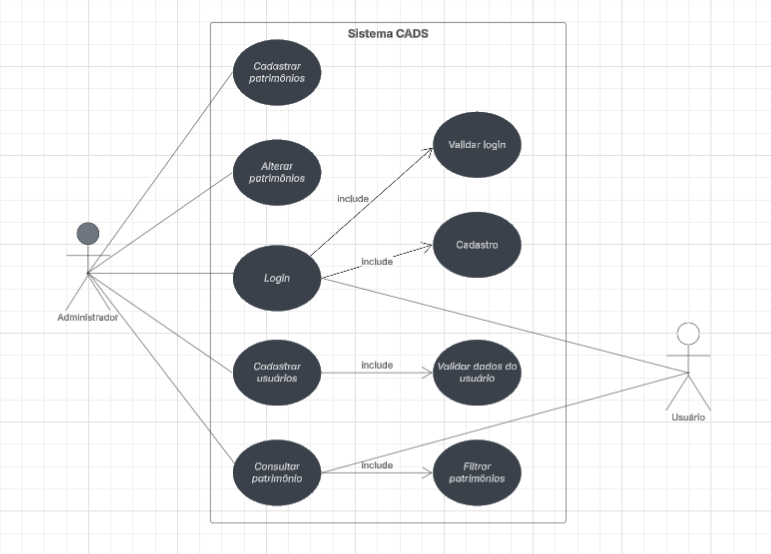 Sistema CADS
Cadastrar
patrimônios
Alterar
patrimônios
Validar login
include
Cadastro
include
Login
Administrador
Cadastrar
usuários
include
Validar dados do
usuário
Usuário
Consultar
patrimônio
include
Filtrar
patrimônios